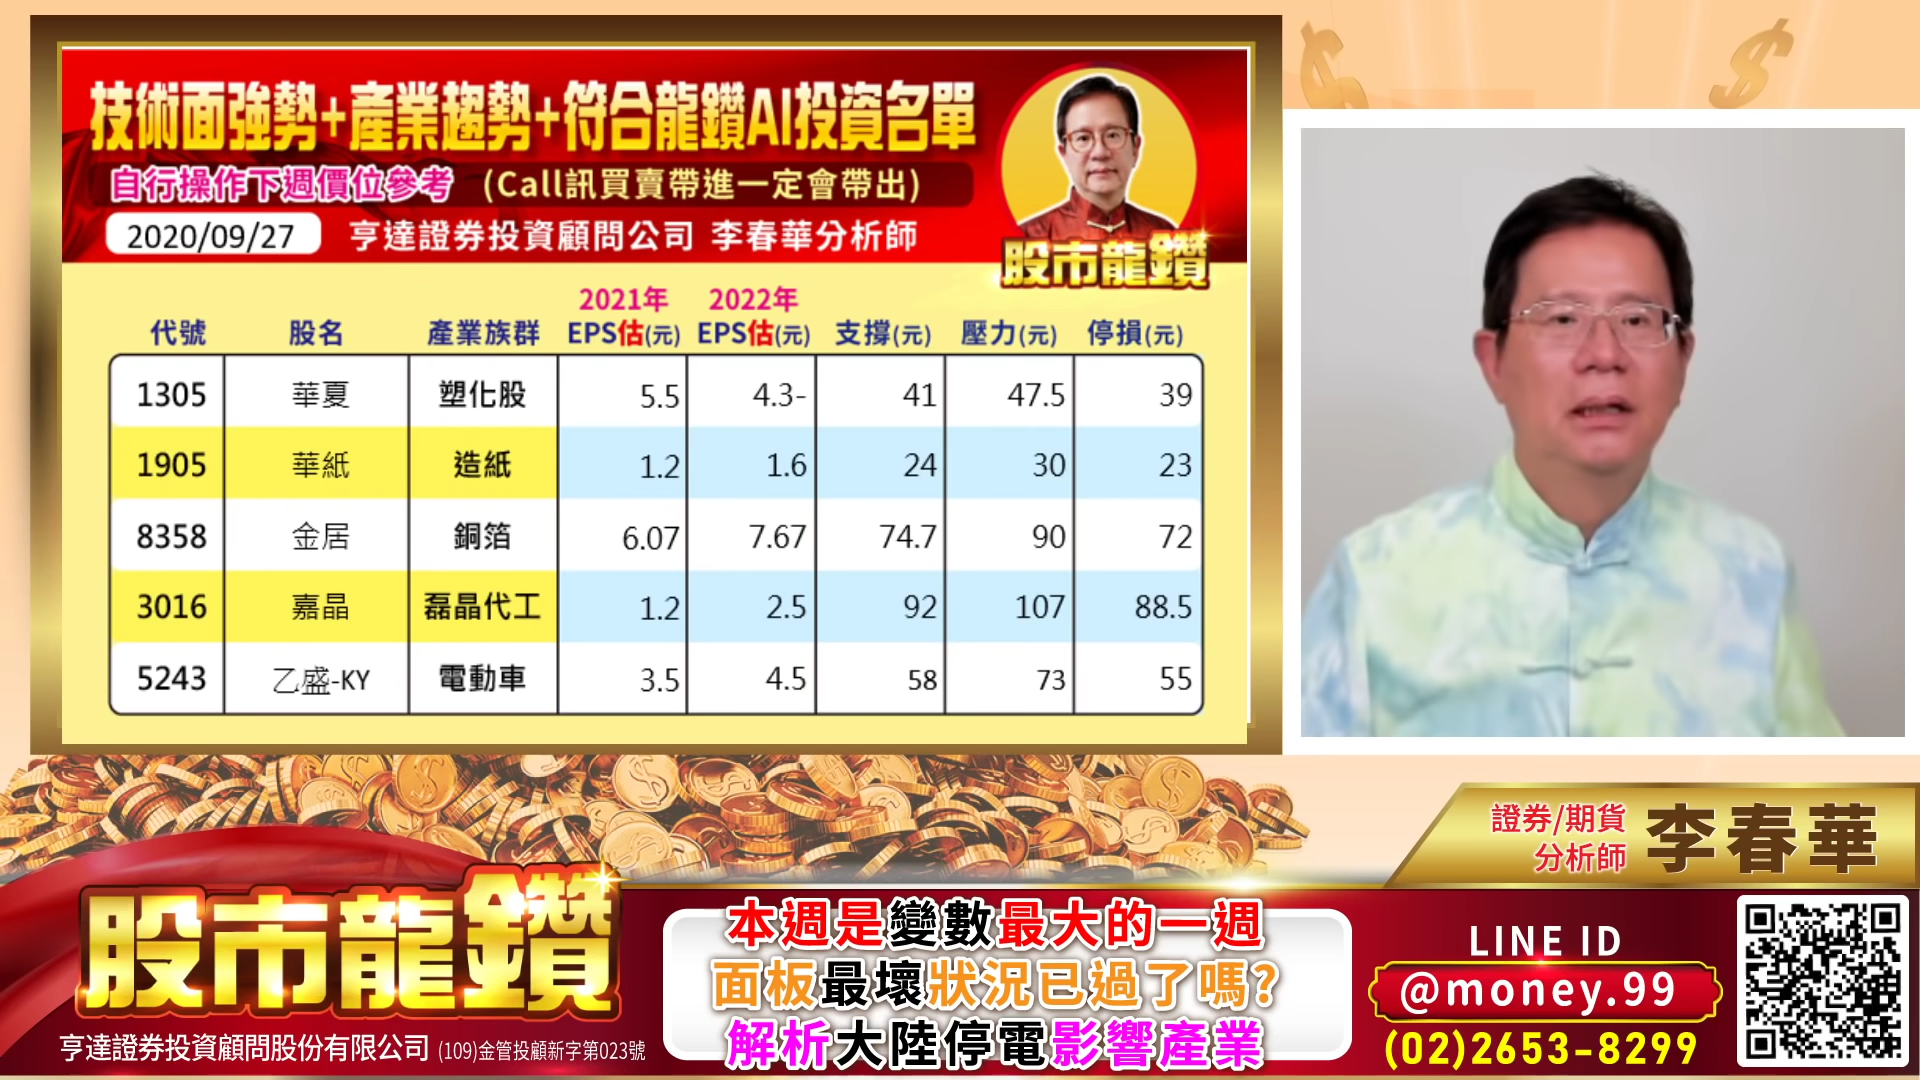 技術面強勢+產業趨勢+符合龍鑽AI投資名單
自行操作下週價位參考 (Call訊買賣帶進一定會帶出)
2020/09/27 亨達證券投資顧問公司 李春華分析師
股市龍鑽
2021年 2022年
代號 股名 產業族群 EPS估(元) EPS估(元) 支撐(元) 壓力(元) 停損(元)
1305 華夏 塑化股 5.5 4.3- 41 47.5 39
1905 華紙 造紙 1.2 1.6 24 30 23
8358 金居 銅箔 6.07 7.67 74.7 90 72
3016 嘉晶 磊晶代工 1.2 2.5 92 107 88.5
5243 乙盛-KY 電動車 3.5 4.5 58 73 55
證券/期貨
分析師
李春華
股市龍鑽
亨達證券投資顧問股份有限公司 (109)金管投顧新字第023號
本週是變數最大的一週
面板最壞狀況已過了嗎?
解析大陸停電影響產業
LINE ID
@money.99
(02)2653-8299